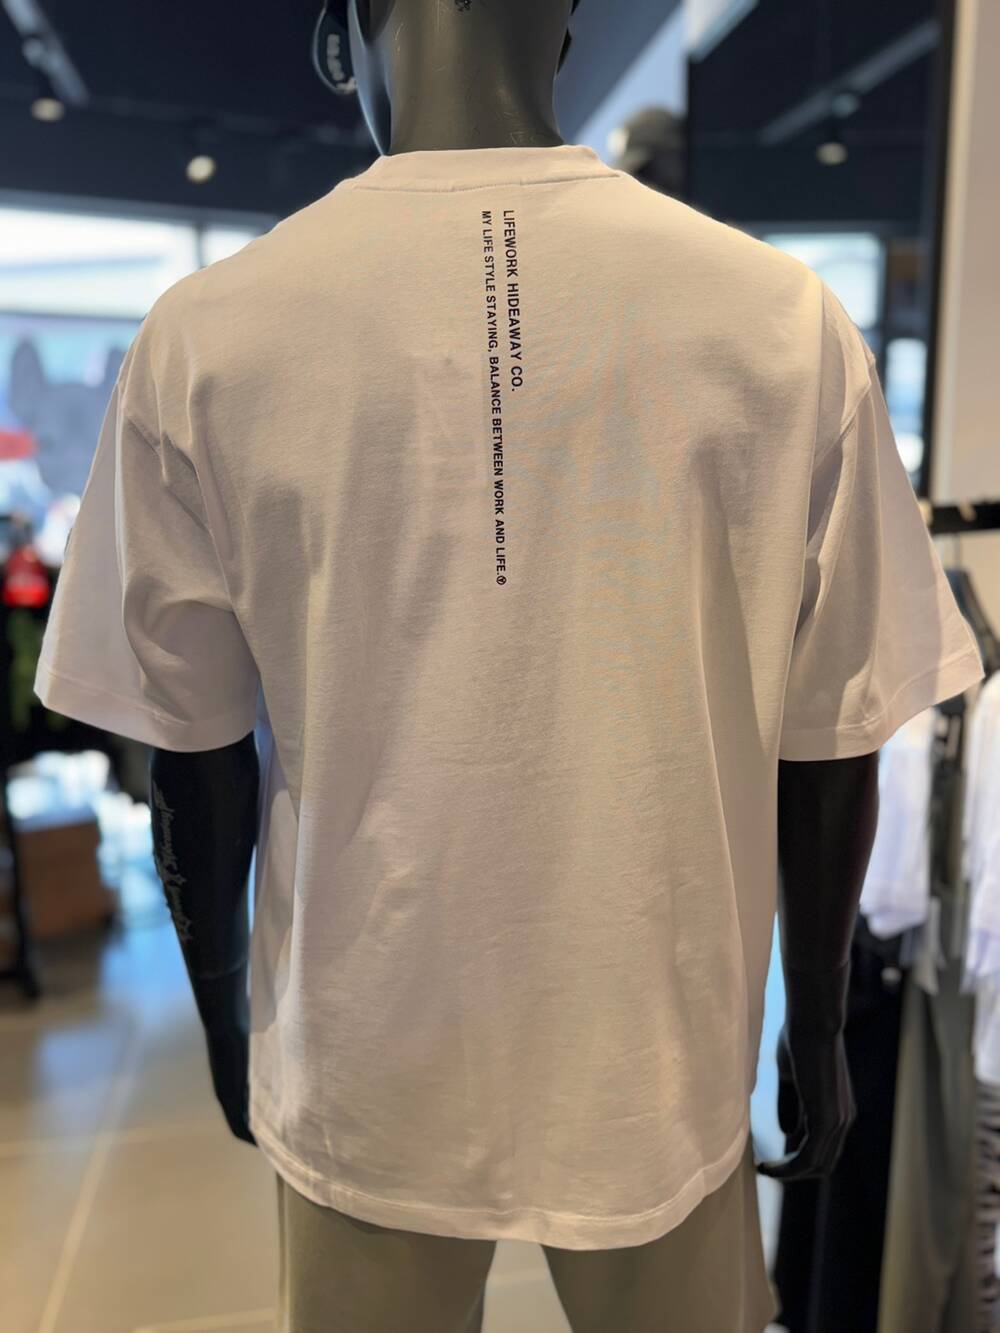 LIFEWORK HIDEAWAY CO.
MY LIFE STYLE STAYING, BALANCE BETWEEN WORK AND LIFE.